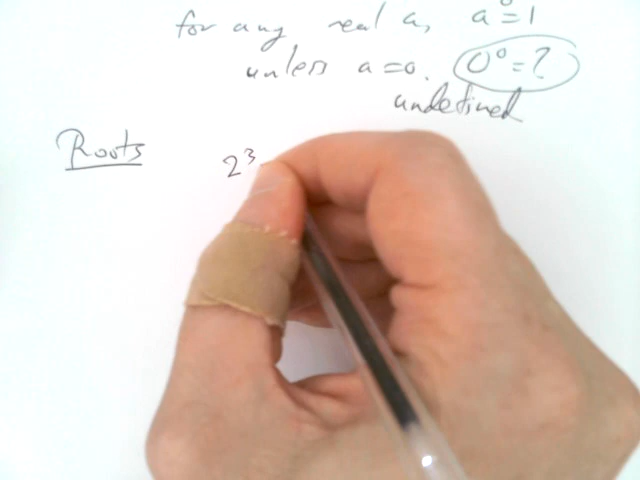 for any real a, a⁰=1
unless a=0. 0⁰=?
undefined
Roots 2³